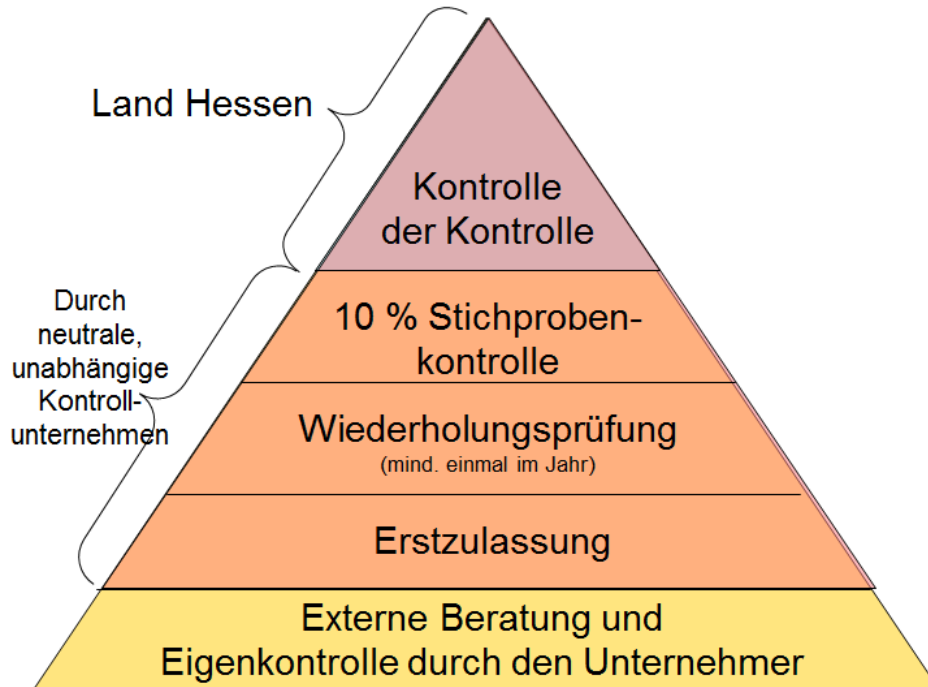 Land Hessen
Kontrolle
der Kontrolle
Durch
neutrale,
unabhängige
Kontroll-
unternehmen
10 % Stichproben-
kontrolle
Wiederholungsprüfung
(mind. einmal im Jahr)
Erstzulassung
Externe Beratung und
Eigenkontrolle durch den Unternehmer